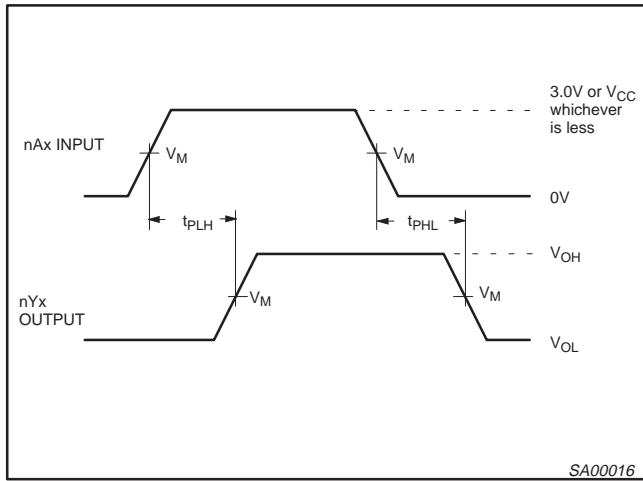 3.0V or VCC
whichever
is less
nAx INPUT
VM
VM
0V
tPLH
tPHL
VOH
nYx
OUTPUT
VM
VM
VOL
SA00016